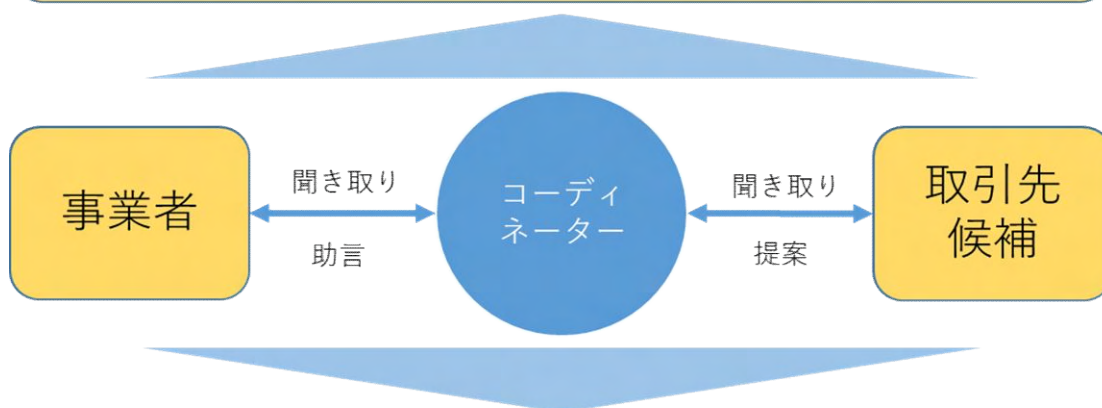 事業者
聞き取り
助言
コーディ
ネーター
聞き取り
提案
取引先
候補